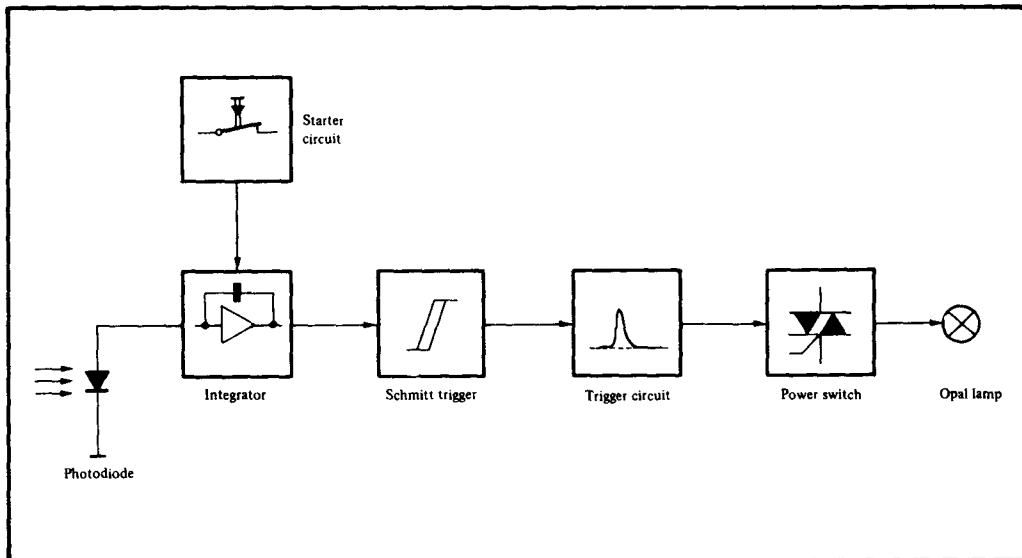 Starter
circuit
Integrator
Schmitt trigger
Trigger circuit
Power switch
Opal lamp
Photodiode